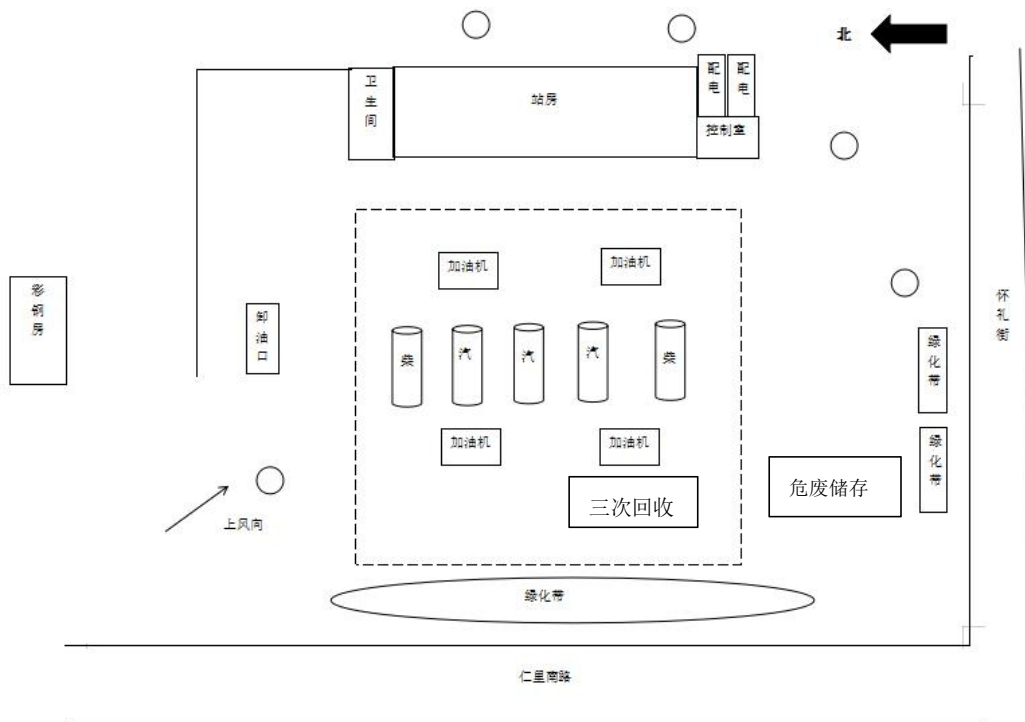 北
卫生间
站房
配电
配电
控制室
加油机
加油机
彩钢房
卸油口
怀礼街
柴
汽
汽
汽
柴
绿化带
加油机
加油机
绿化带
危废储存
三次回收
上风向
绿化带
仁里南路